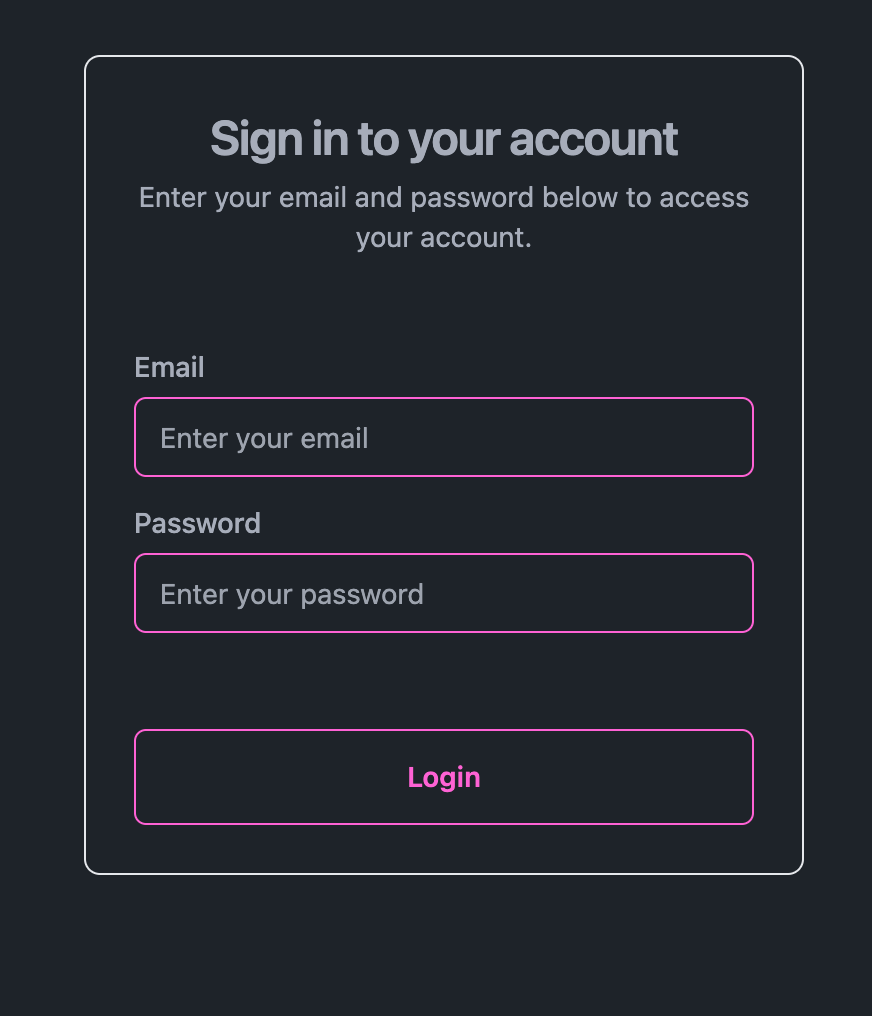 Sign in to your account
Enter your email and password below to access
your account.
Email
Enter your email
Password
Enter your password
Login